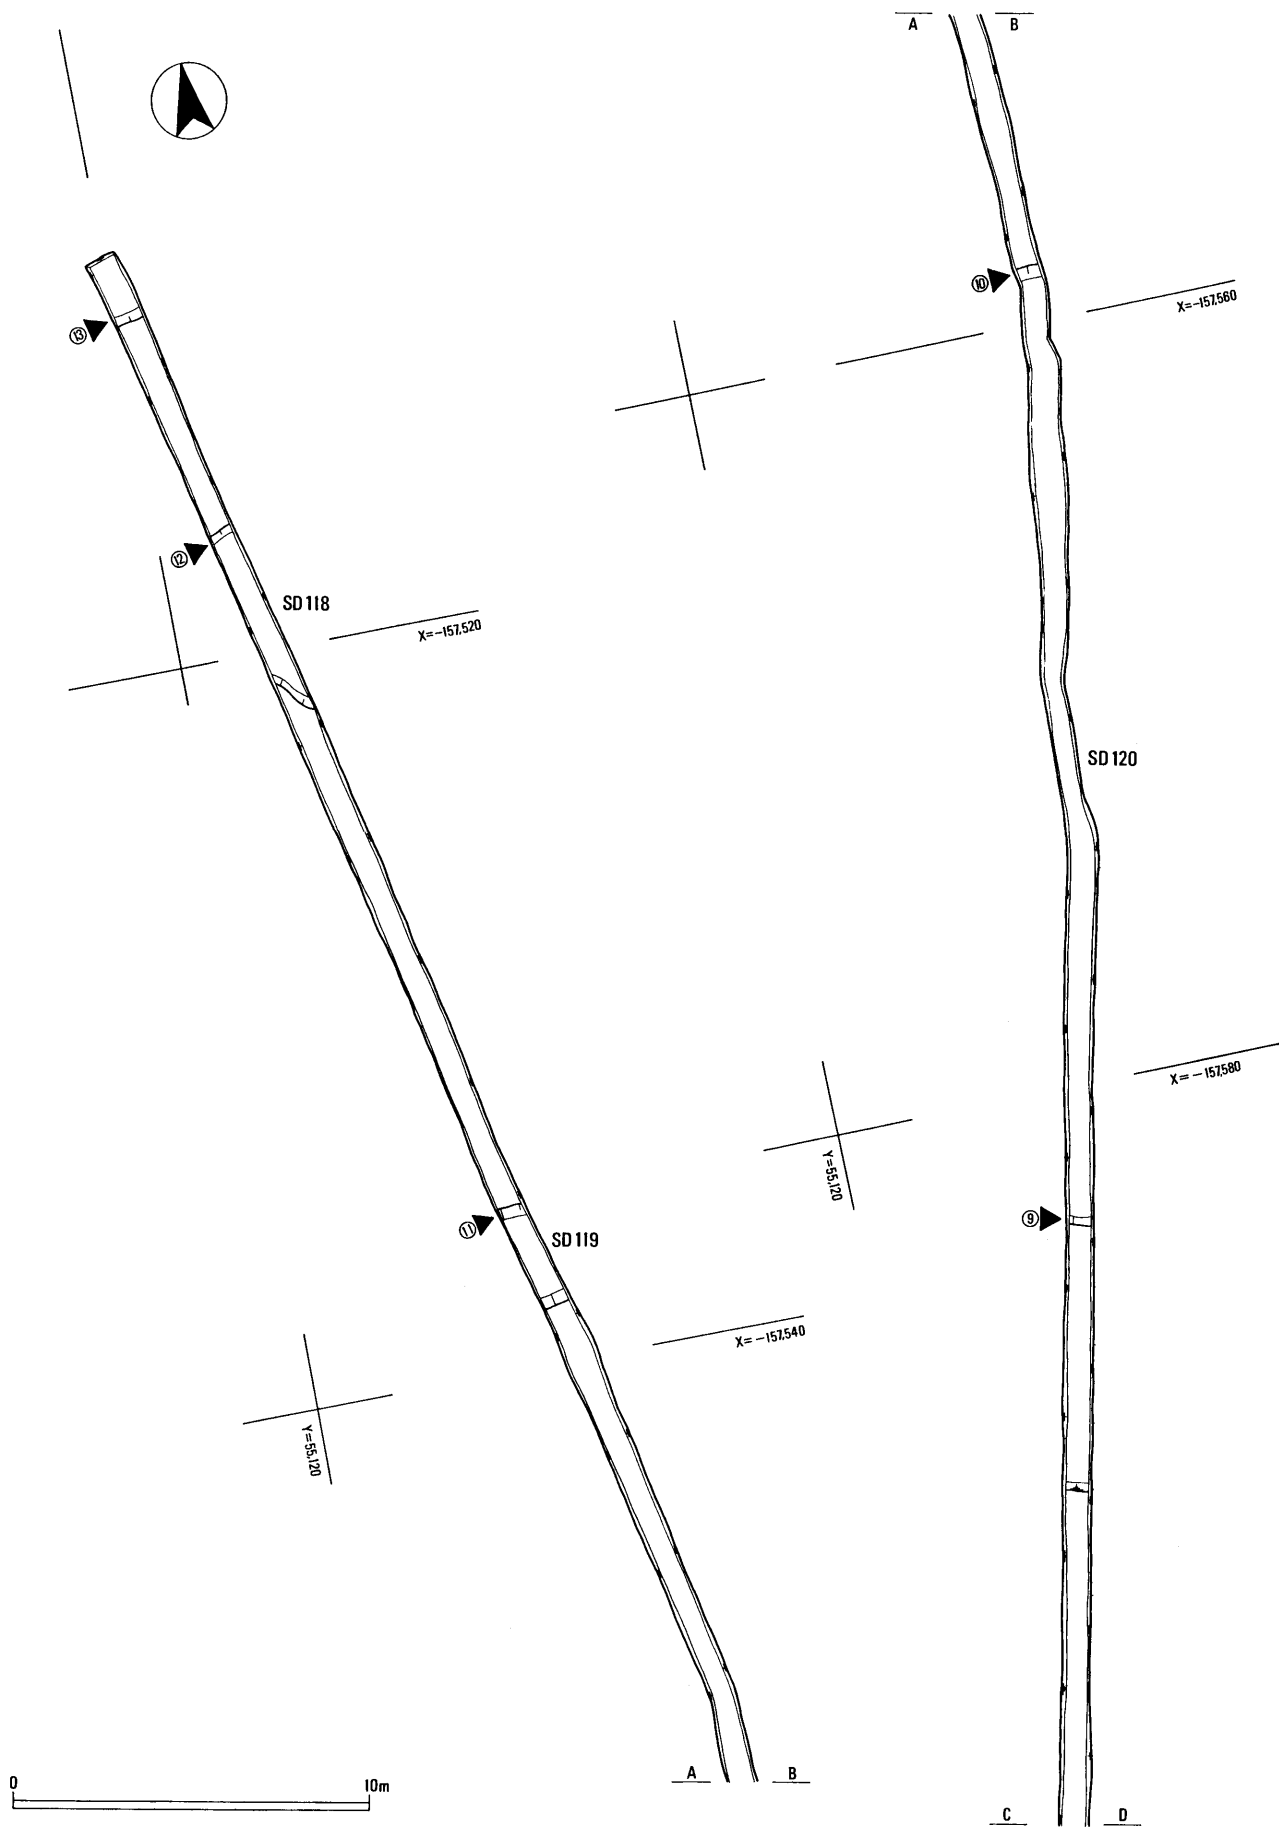 A B
⑩
X=-157,560
⑬
⑫
SD118
X=-157,520
SD120
X=-157,580
Y=55,120
⑨
⑪
SD119
X=-157,540
Y=55,120
A B
0 10m
C D